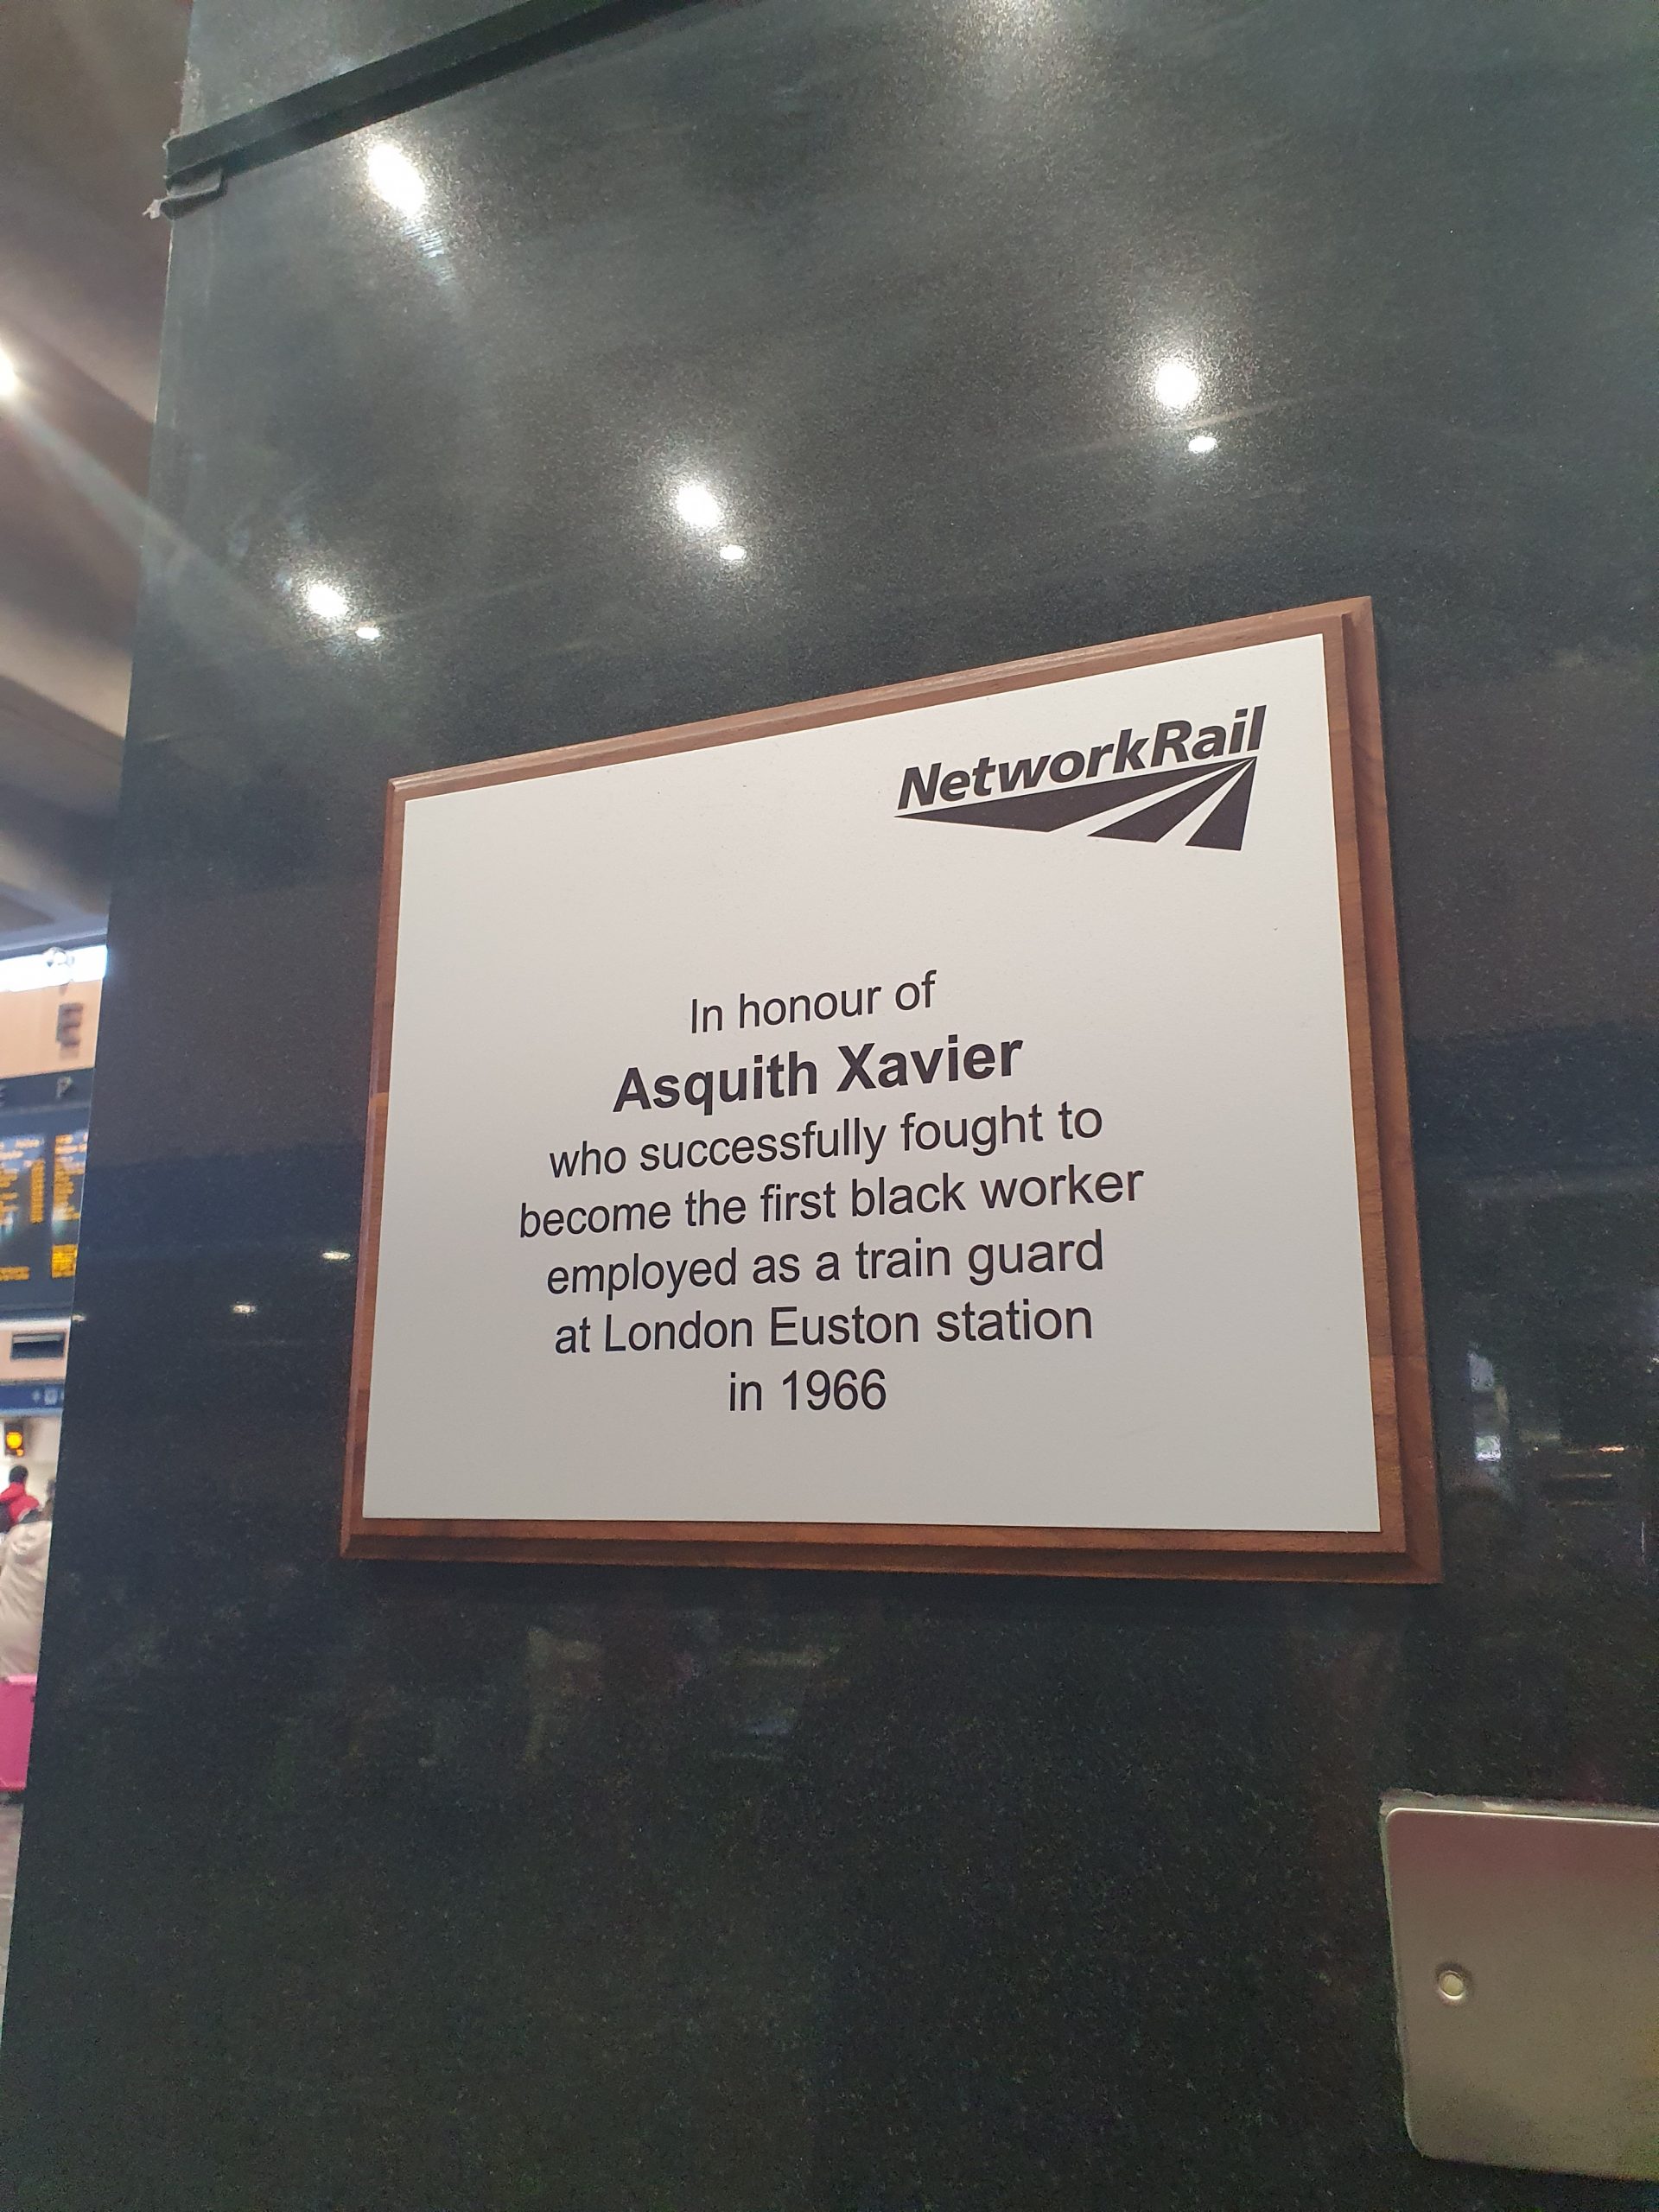 NetworkRail
In honour of
Asquith Xavier
who successfully fought to
become the first black worker
employed as a train guard
at London Euston station
in 1966